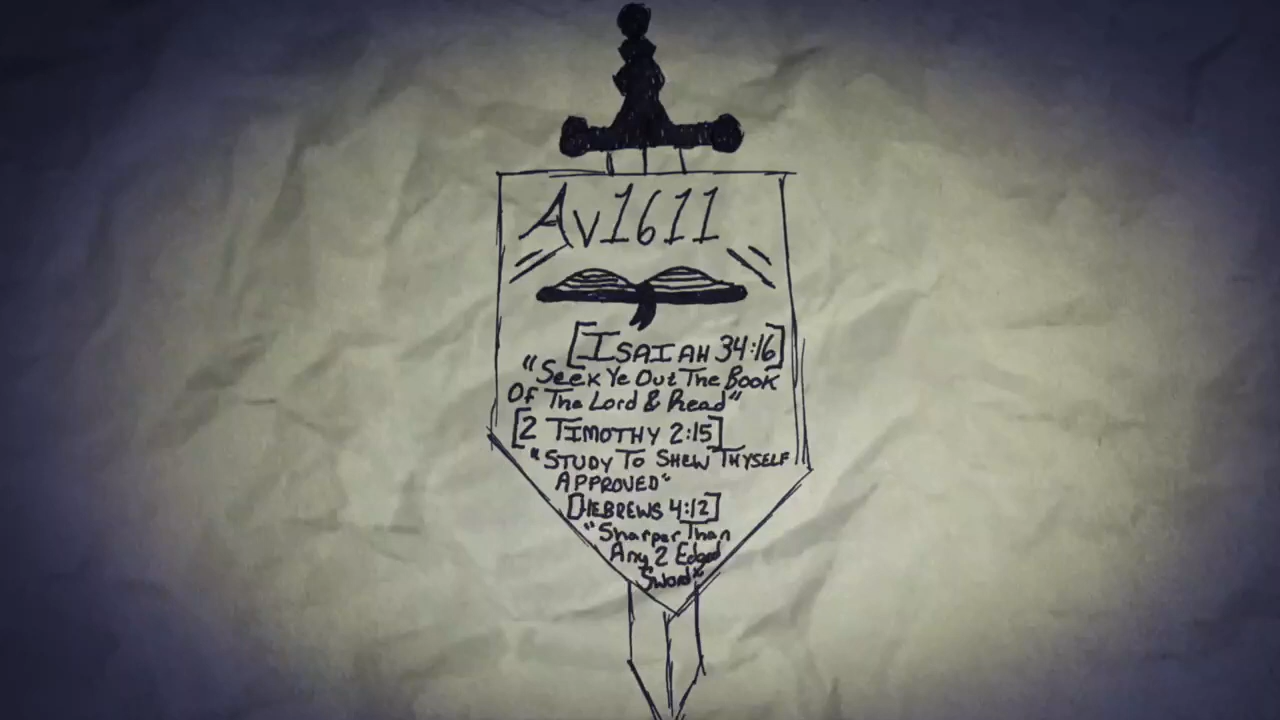 Av1611
[ISAIAH 34:16]
"Seek Ye Out The Book
Of The Lord & Read"
[2 TIMOTHY 2:15]
"STUDY TO SHEW THYSELF
APPROVED"
[HEBREWS 4:12]
"Sharper Than
Any 2 Edged
Sword"